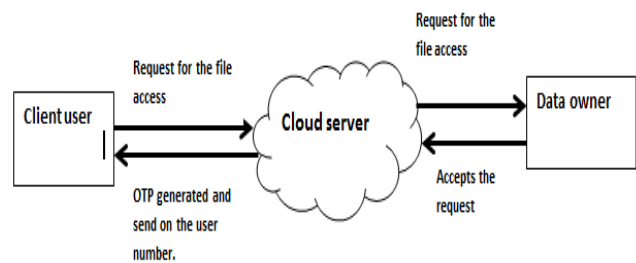 Request for the
file access
Request for the file
access
Client user
Cloud server
Data owner
OTP generated and
send on the user
number.
Accepts the
request